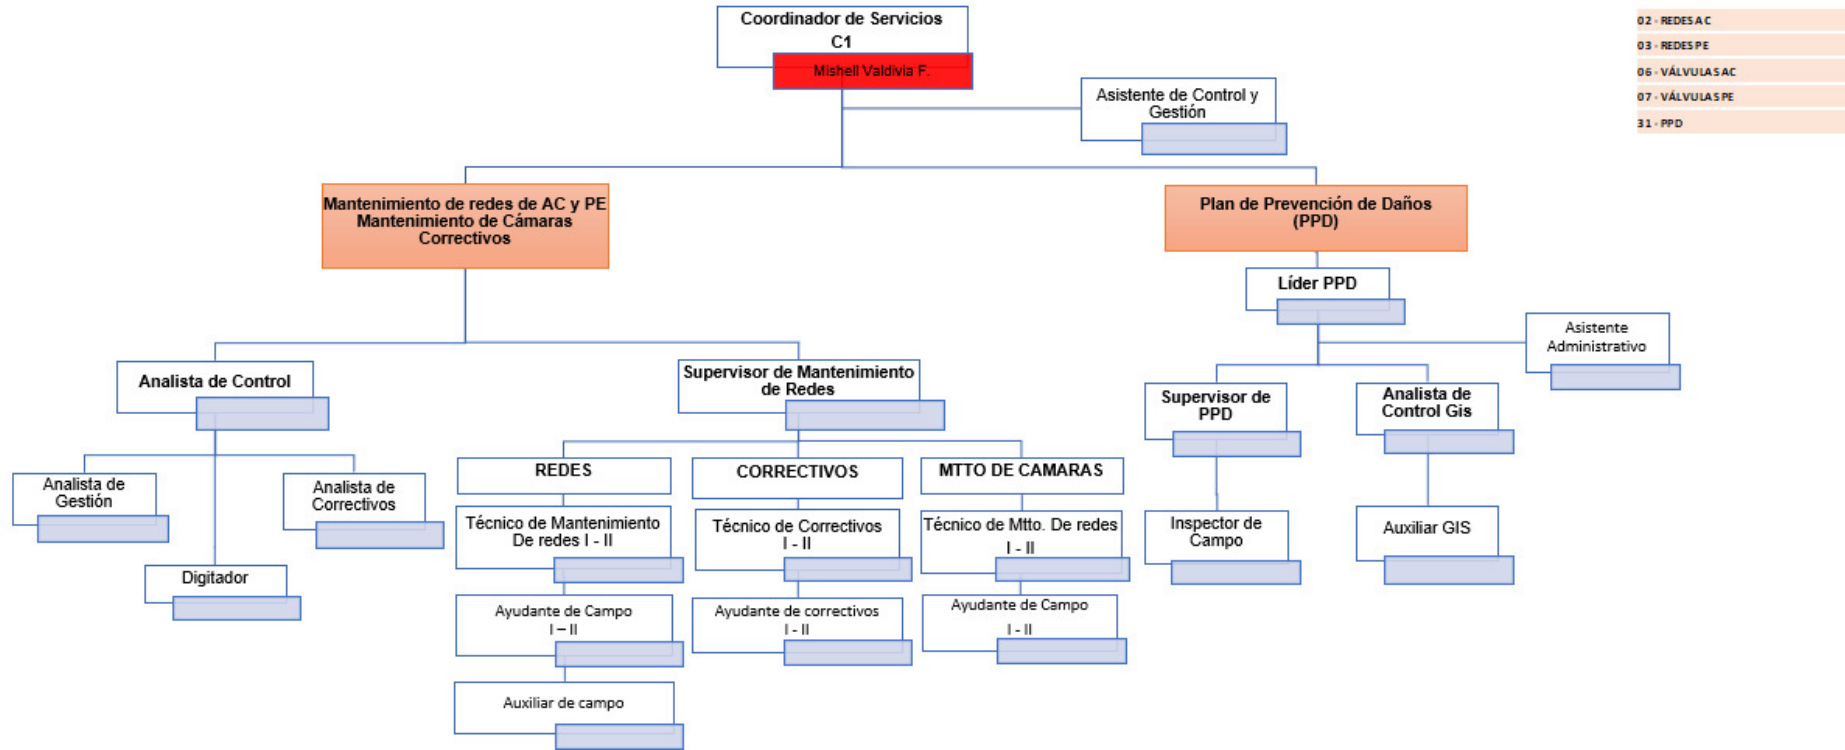 Coordinador de Servicios
C1
Mishell Valdivia F.
02 - REDES AC
03 - REDES PE
06 - VÁLVULAS AC
07 - VÁLVULAS PE
31 - PPD
Asistente de Control y
Gestión
Mantenimiento de redes de AC y PE
Mantenimiento de Cámaras
Correctivos
Plan de Prevención de Daños
(PPD)
Líder PPD
Asistente
Administrativo
Analista de Control
Supervisor de Mantenimiento
de Redes
Supervisor de
PPD
Analista de
Control Gis
Analista de
Gestión
Analista de
Correctivos
Digitador
REDES
CORRECTIVOS
MTTO DE CAMARAS
Técnico de Mantenimiento
De redes I - II
Técnico de Correctivos
I - II
Técnico de Mtto. De redes
I - II
Inspector de
Campo
Auxiliar GIS
Ayudante de Campo
I – II
Ayudante de correctivos
I - II
Ayudante de Campo
I - II
Auxiliar de campo